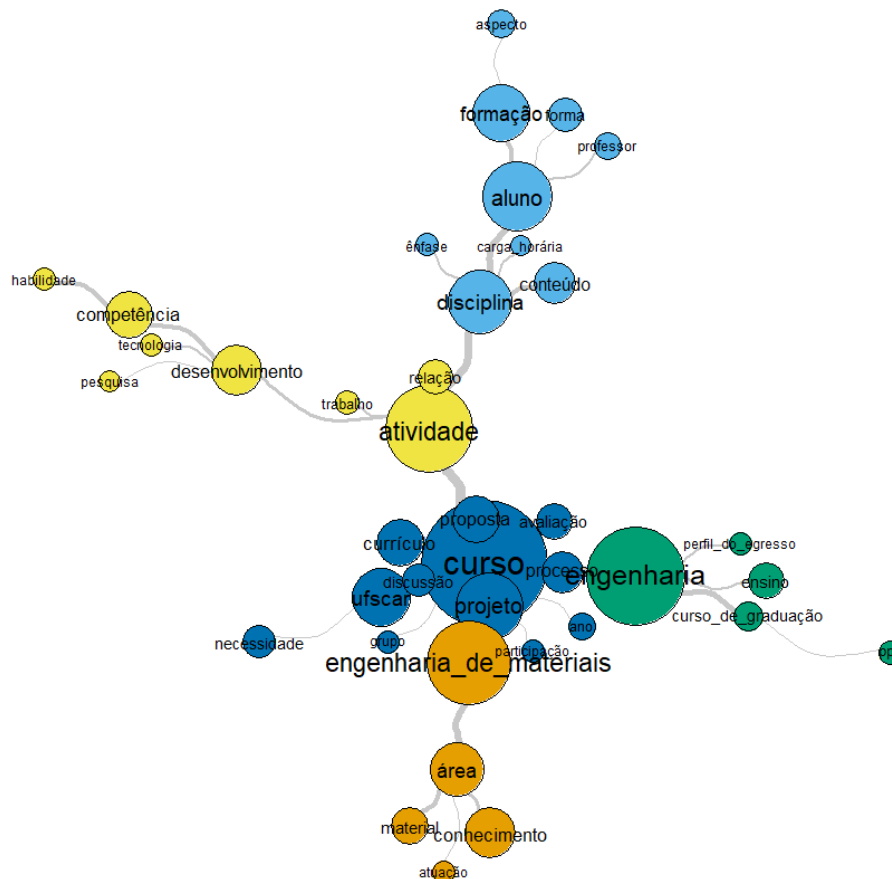 aspecto
formação
forma
professor
aluno
ênfase
carga_horária
conteúdo
disciplina
habilidade
competência
tecnologia
desenvolvimento
pesquisa
relação
trabalho
atividade
proposta
avaliação
currículo
curso
processo
engenharia
perfil_do_egresso
ensino
discussão
ufscar
projeto
curso_de_graduação
ano
necessidade
grupo
participação
engenharia_de_materiais
área
material
conhecimento
atuação